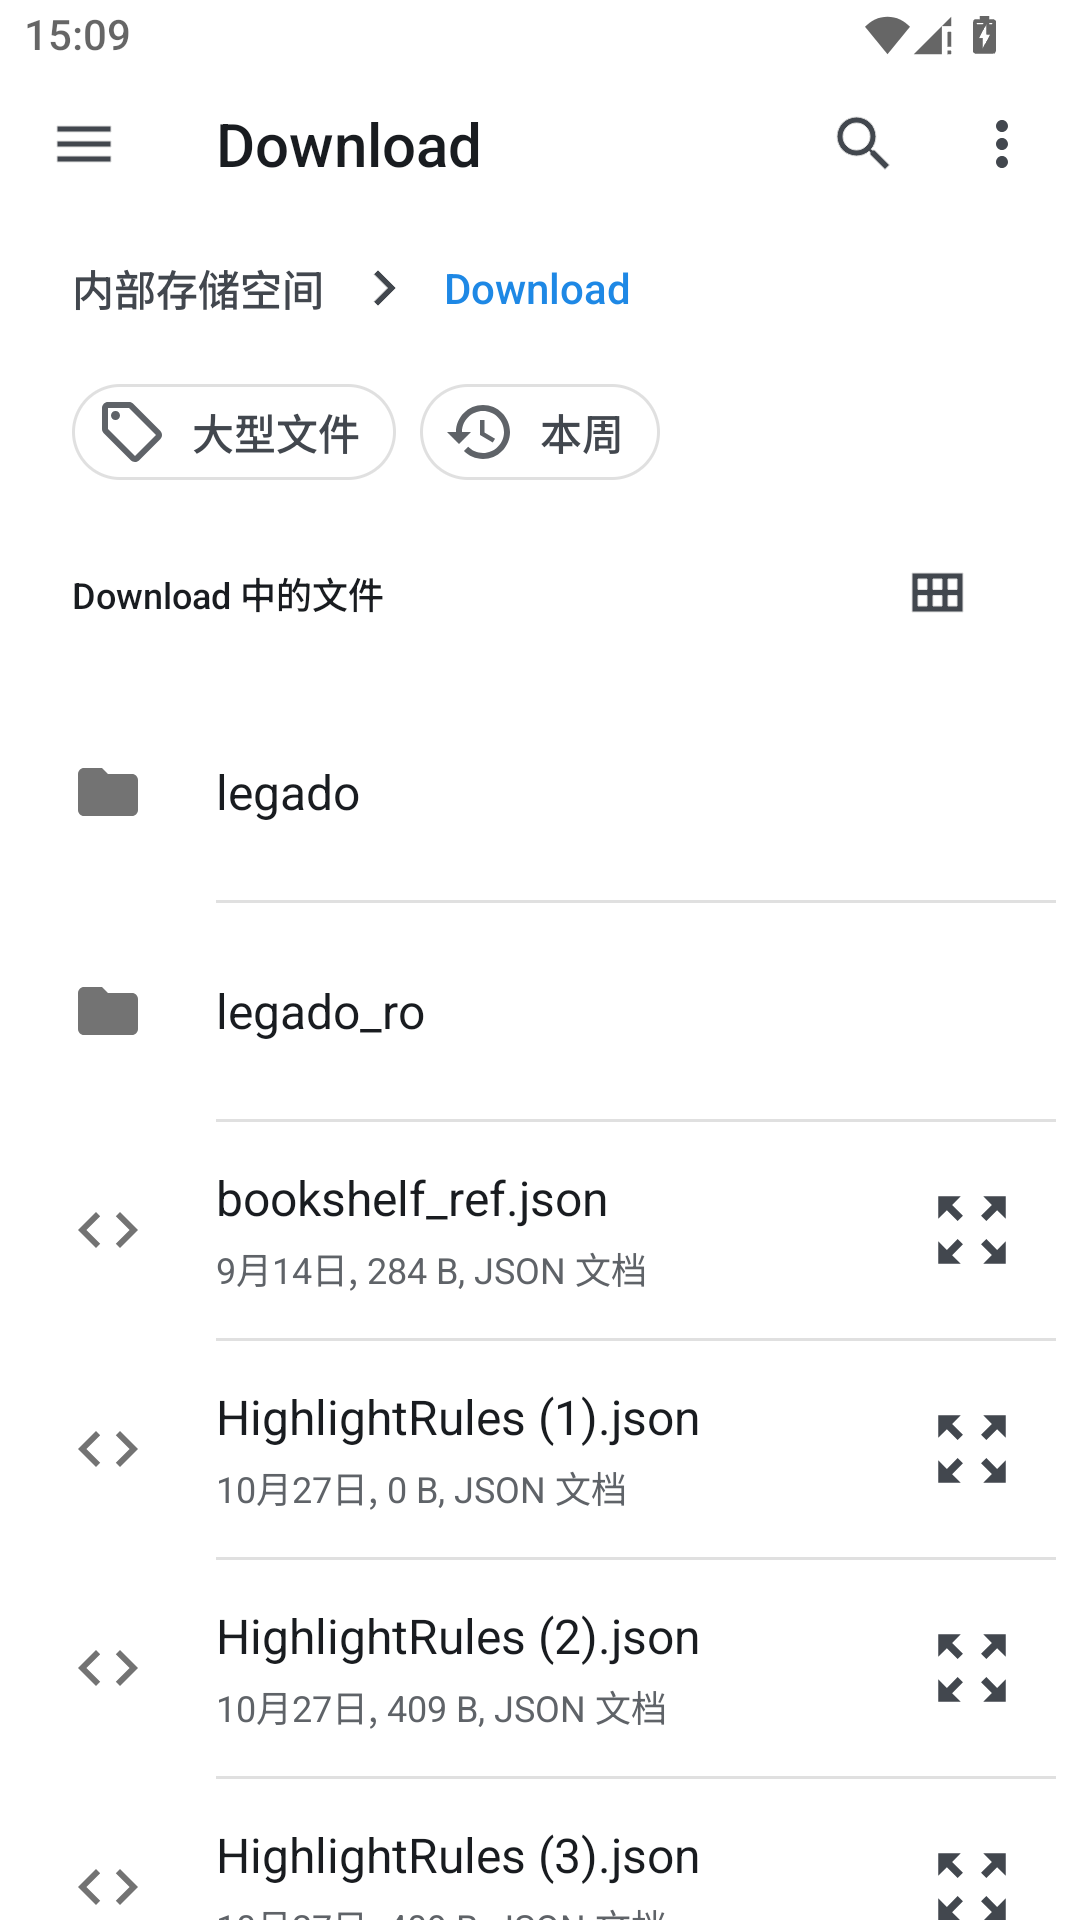 15:09
Download
内部存储空间 Download
大型文件 本周
Download 中的文件
legado
legado_ro
bookshelf_ref.json
9月14日, 284 B, JSON 文档
HighlightRules (1).json
10月27日, 0 B, JSON 文档
HighlightRules (2).json
10月27日, 409 B, JSON 文档
HighlightRules (3).json